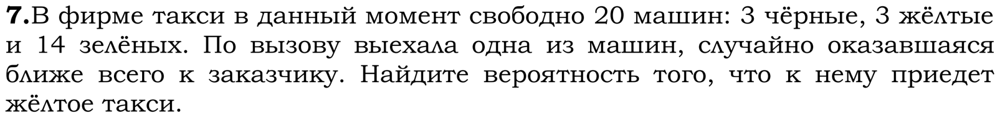 7.В фирме такси в данный момент свободно 20 машин: 3 чёрные, 3 жёлтые
и 14 зелёных. По вызову выехала одна из машин, случайно оказавшаяся
ближе всего к заказчику. Найдите вероятность того, что к нему приедет
жёлтое такси.